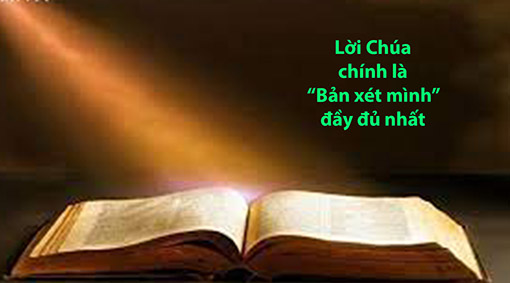 Lời Chúa
chính là
“Bản xét mình”
đầy đủ nhất